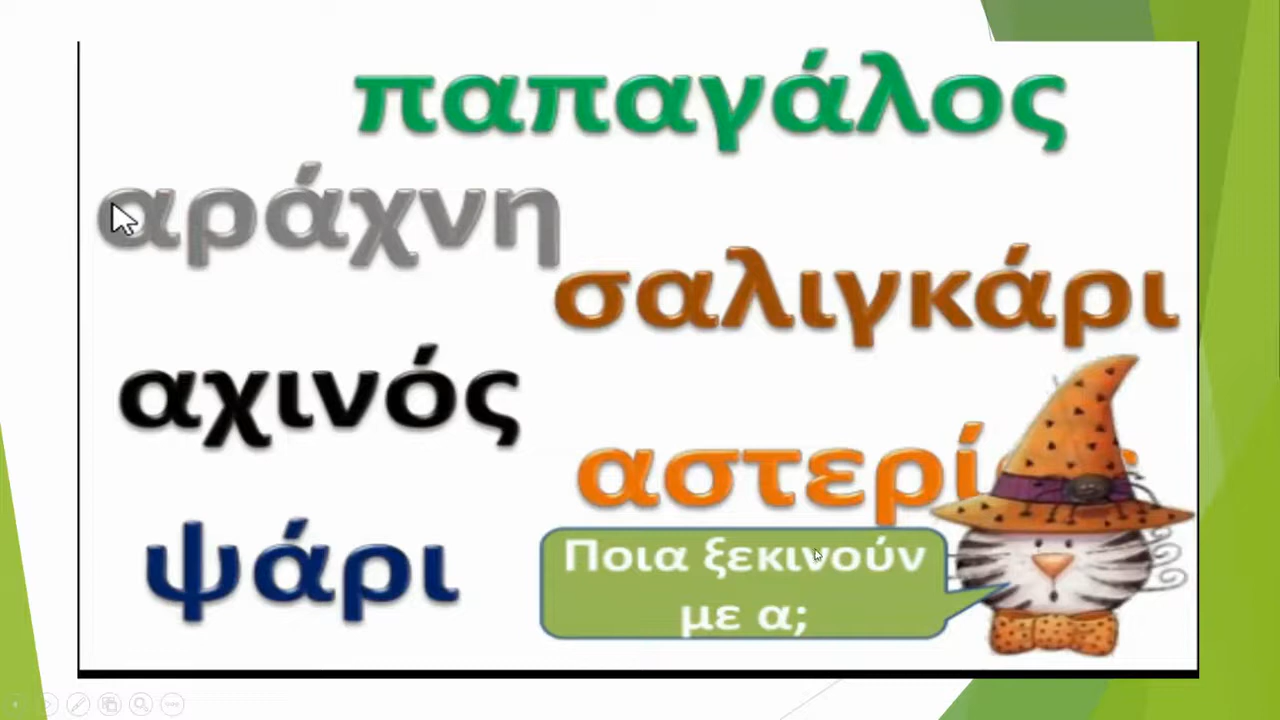 παπαγάλος
αράχνη
σαλιγκάρι
αχινός
ψάρι
Ποια ξεκινούν
με α;